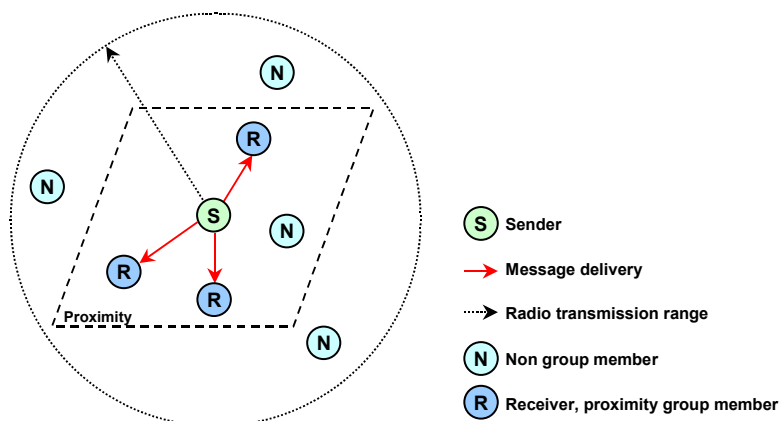 N
R
N
S
N
R
R
Proximity
N
S Sender
Message delivery
Radio transmission range
N Non group member
R Receiver, proximity group member